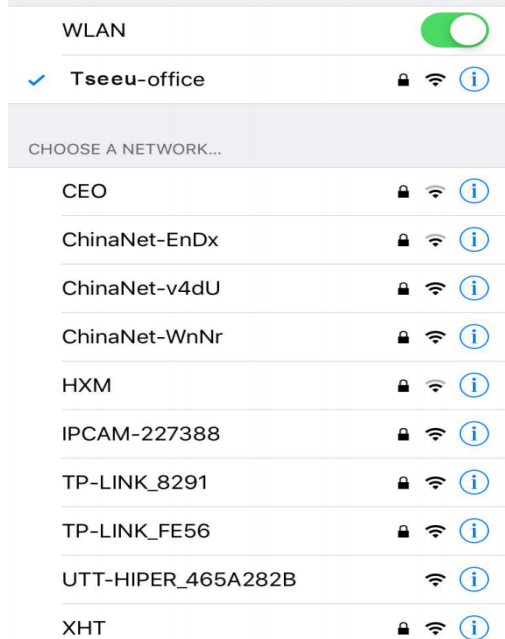 WLAN
Tseeu-office
CHOOSE A NETWORK...
CEO
ChinaNet-EnDx
ChinaNet-v4dU
ChinaNet-WnNr
HXM
IPCAM-227388
TP-LINK_8291
TP-LINK_FE56
UTT-HIPER_465A282B
XHT